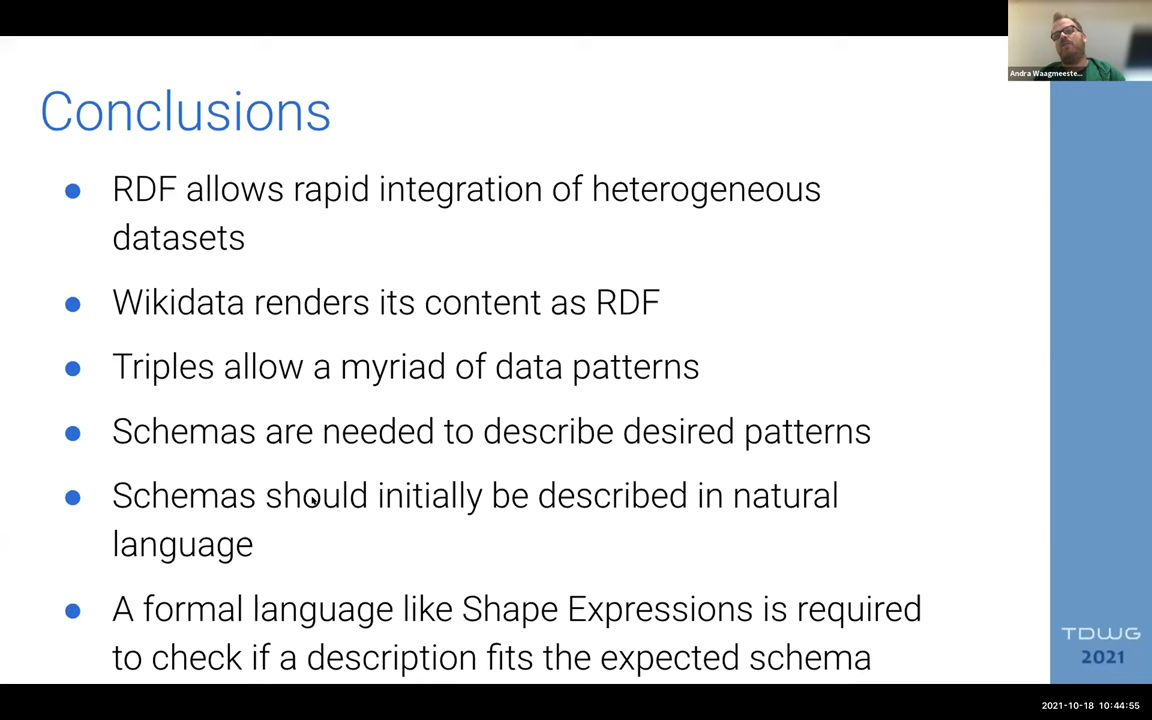 Andra Waagmeeste...
Conclusions
● RDF allows rapid integration of heterogeneous
datasets
● Wikidata renders its content as RDF
● Triples allow a myriad of data patterns
● Schemas are needed to describe desired patterns
● Schemas should initially be described in natural
language
● A formal language like Shape Expressions is required
to check if a description fits the expected schema
TDWG
2021
2021-10-18 10:44:55